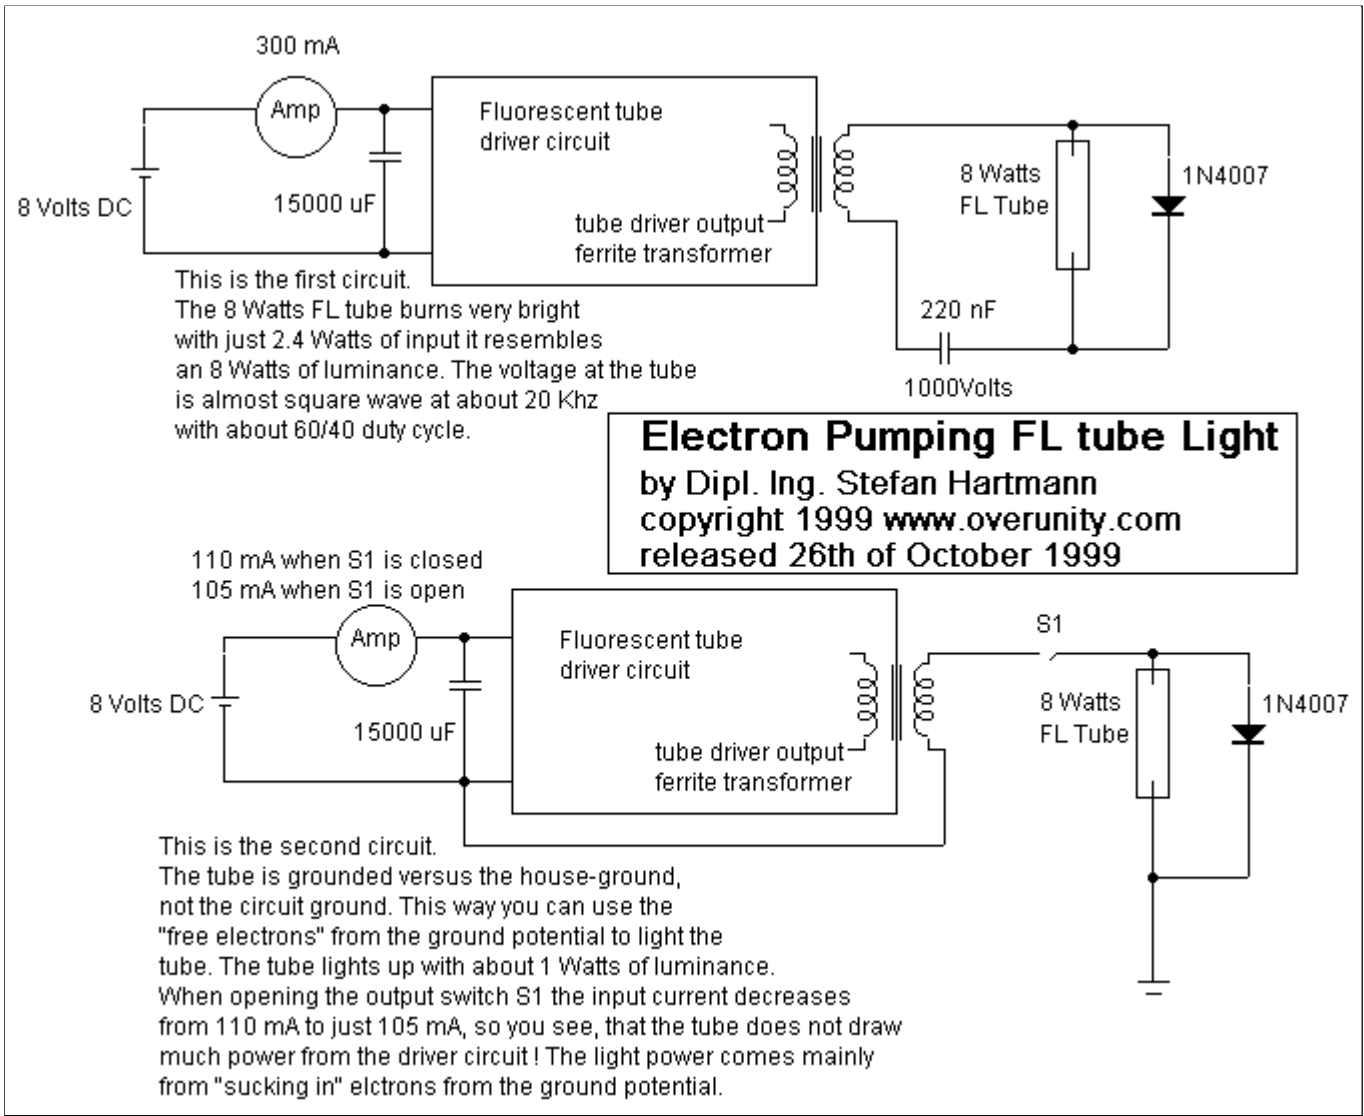 300 mA
Amp
8 Volts DC
15000 uF
Fluorescent tube
driver circuit
tube driver output
ferrite transformer
8 Watts
FL Tube
1N4007
220 nF
1000Volts
This is the first circuit.
The 8 Watts FL tube burns very bright
with just 2.4 Watts of input it resembles
an 8 Watts of luminance. The voltage at the tube
is almost square wave at about 20 Khz
with about 60/40 duty cycle.
Electron Pumping FL tube Light
by Dipl. Ing. Stefan Hartmann
copyright 1999 www.overunity.com
released 26th of October 1999
110 mA when S1 is closed
105 mA when S1 is open
Amp
8 Volts DC
15000 uF
Fluorescent tube
driver circuit
tube driver output
ferrite transformer
S1
8 Watts
FL Tube
1N4007
This is the second circuit.
The tube is grounded versus the house-ground,
not the circuit ground. This way you can use the
"free electrons" from the ground potential to light the
tube. The tube lights up with about 1 Watts of luminance.
When opening the output switch S1 the input current decreases
from 110 mA to just 105 mA, so you see, that the tube does not draw
much power from the driver circuit ! The light power comes mainly
from "sucking in" elctrons from the ground potential.